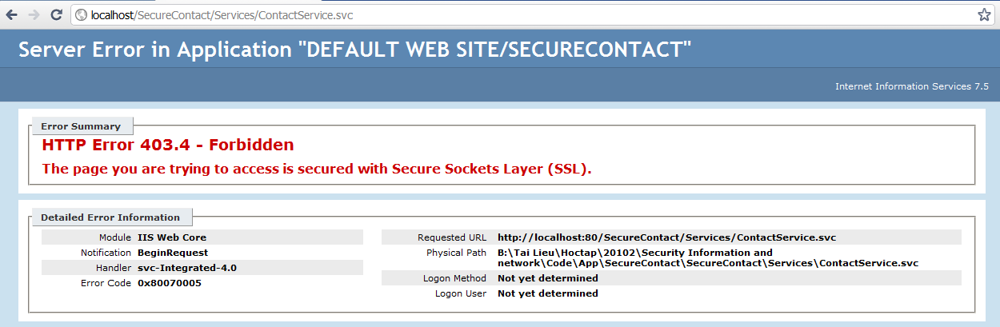 localhost/SecureContact/Services/ContactService.svc
Server Error in Application "DEFAULT WEB SITE/SECURECONTACT"
Internet Information Services 7.5
Error Summary
HTTP Error 403.4 - Forbidden
The page you are trying to access is secured with Secure Sockets Layer (SSL).
Detailed Error Information
Module IIS Web Core
Notification BeginRequest
Handler svc-Integrated-4.0
Error Code 0x80070005
Requested URL http://localhost:80/SecureContact/Services/ContactService.svc
Physical Path B:\Tai Lieu\Hoctap\20102\Security Information and
network\Code\App\SecureContact\SecureContact\Services\ContactService.svc
Logon Method Not yet determined
Logon User Not yet determined